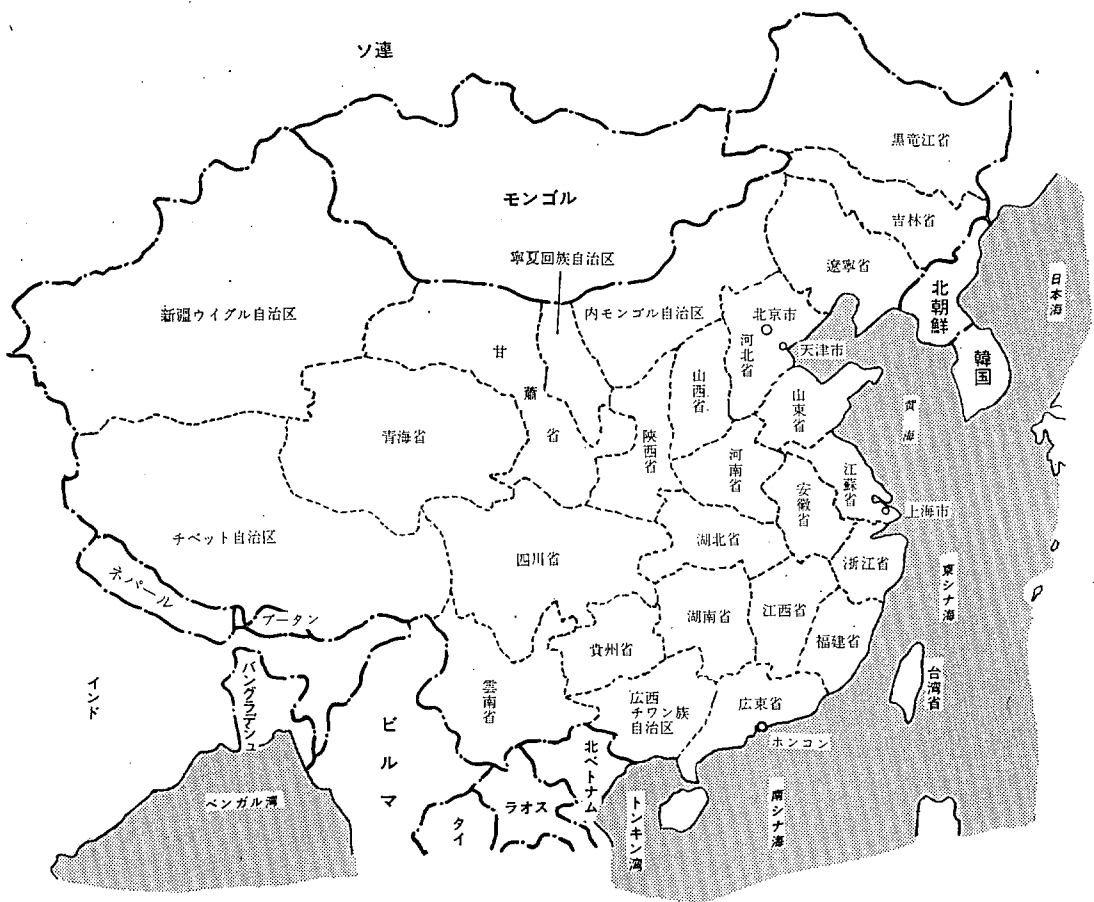 ソ連
黒竜江省
モンゴル
吉林省
寧夏回族自治区
遼寧省
日本海
北朝鮮
新疆ウイグル自治区
内モンゴル自治区
北京市
河北省
天津市
韓国
甘
粛
省
山西省
山東省
黄海
青海省
陝西省
河南省
江蘇省
安徽省
上海市
チベット自治区
四川省
湖北省
浙江省
東シナ海
ネパール
ブータン
湖南省
江西省
福建省
貴州省
台湾省
インド
バングラデシュ
雲南省
広西
チワン族
自治区
広東省
ビルマ
北ベトナム
ホンコン
ベンガル湾
ラオス
タイ
トンキン湾
南シナ海